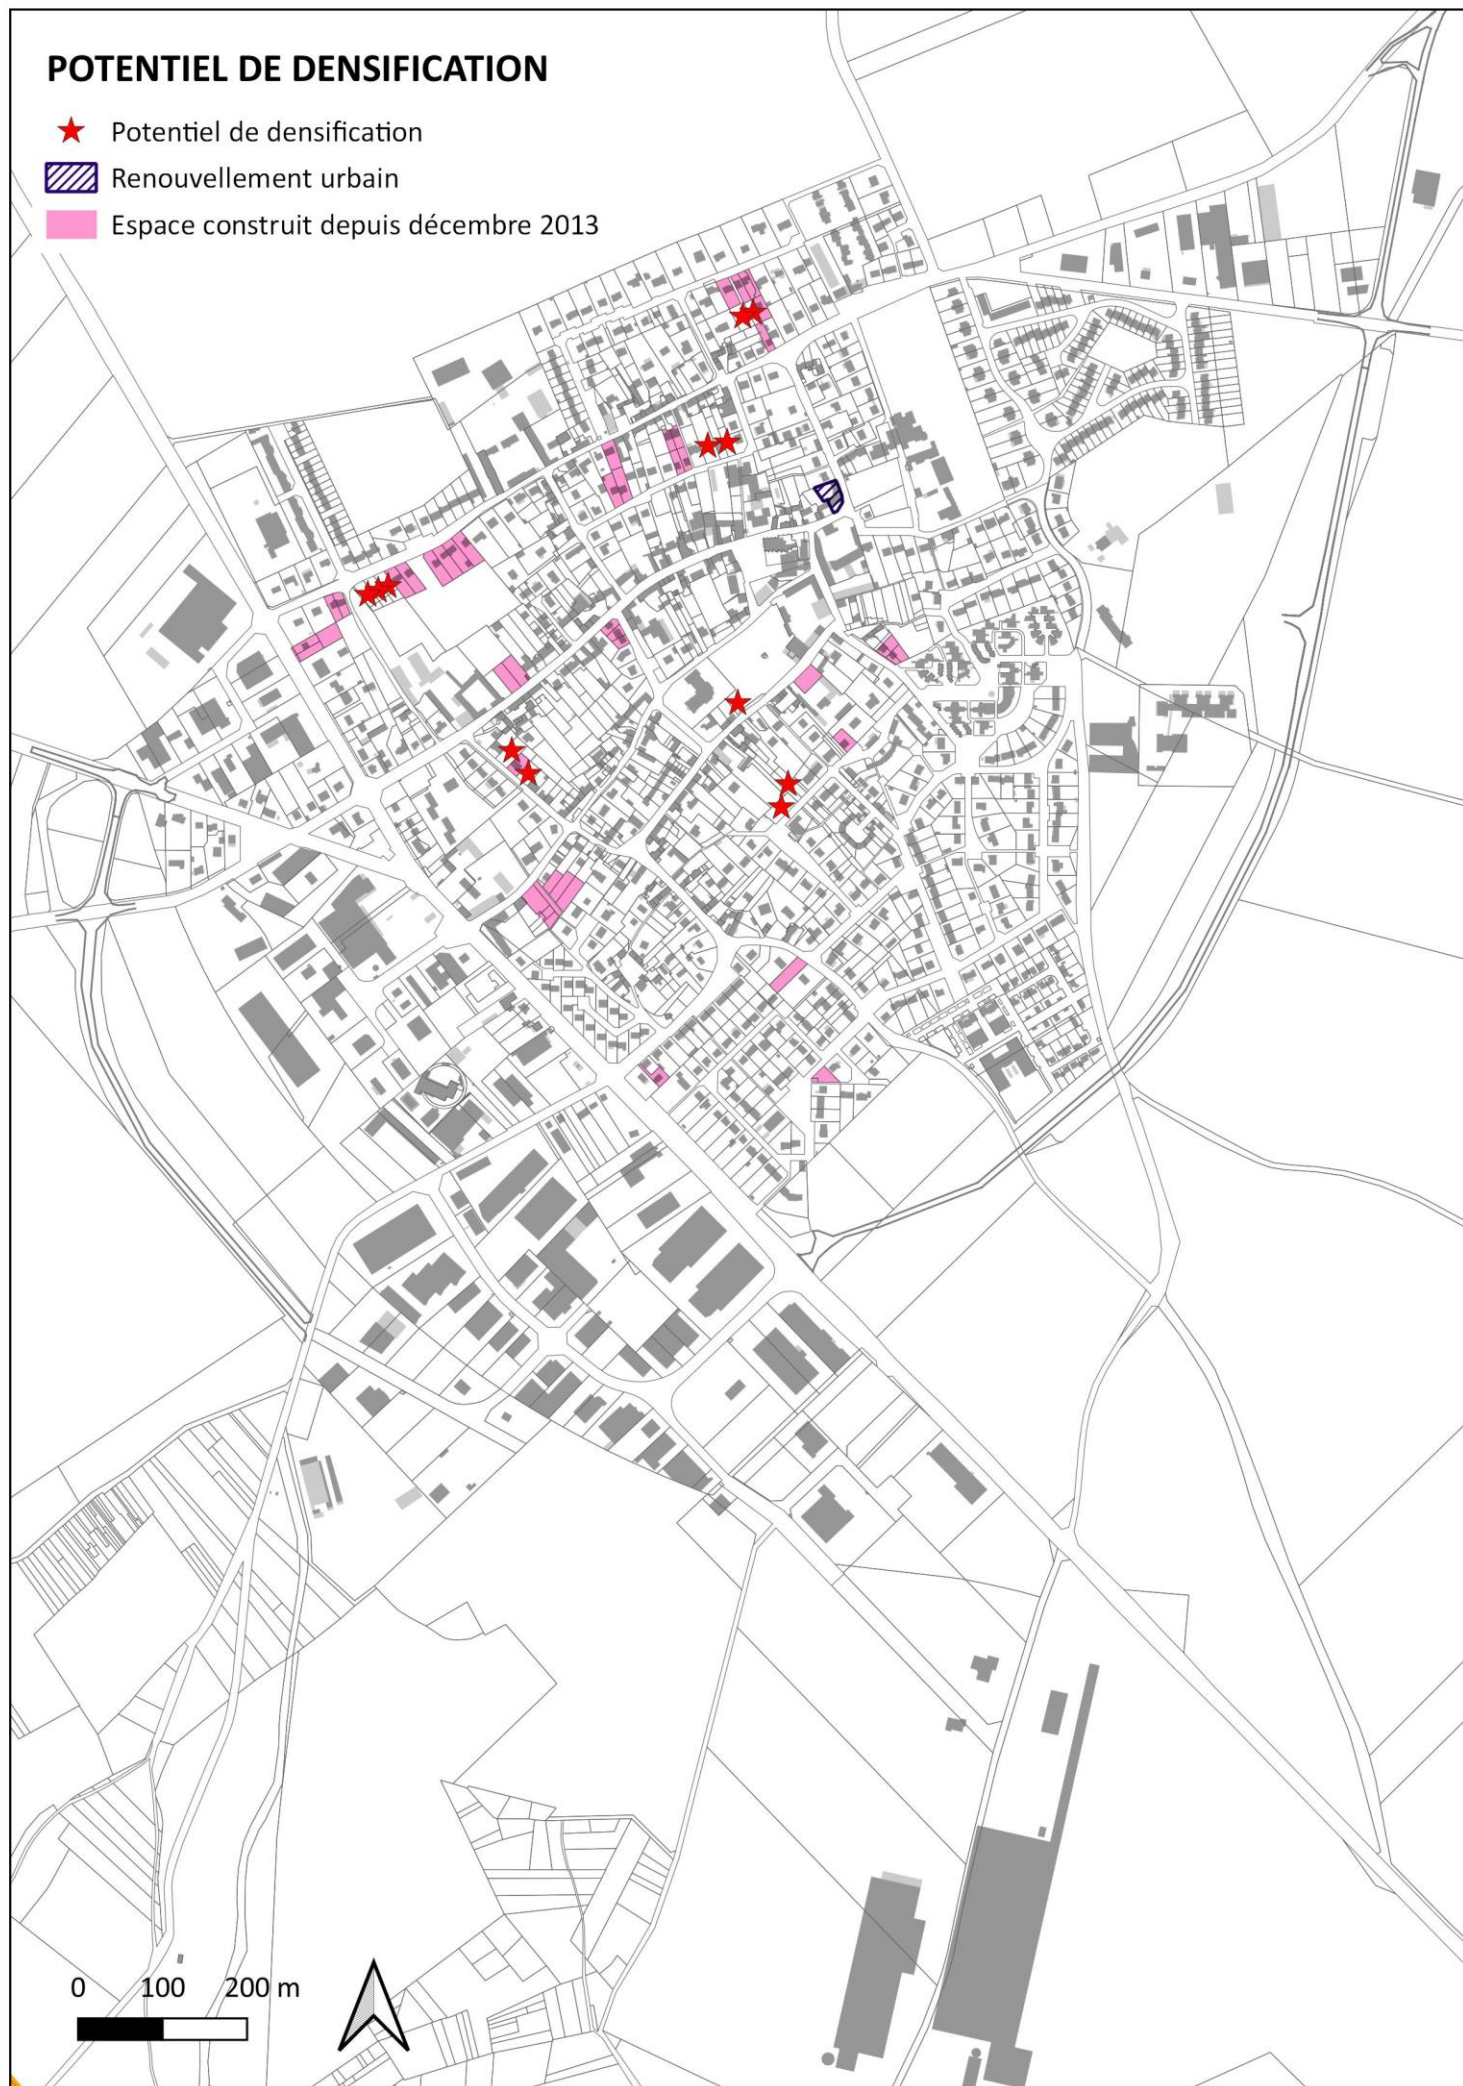 POTENTIEL DE DENSIFICATION
Potentiel de densification
Renouvellement urbain
Espace construit depuis décembre 2013
0 100 200 m